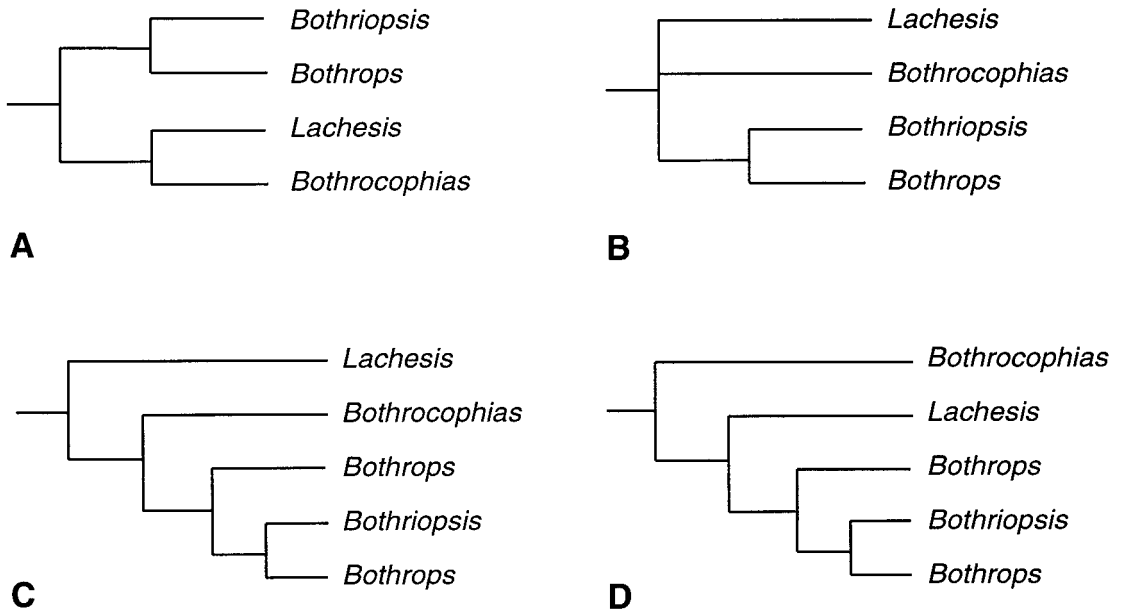 Bothriopsis
Bothrops
Lachesis
Bothrocophias
A
Lachesis
Bothrocophias
Bothriopsis
Bothrops
B
Lachesis
Bothrocophias
Bothrops
Bothriopsis
Bothrops
C
Bothrocophias
Lachesis
Bothrops
Bothriopsis
Bothrops
D